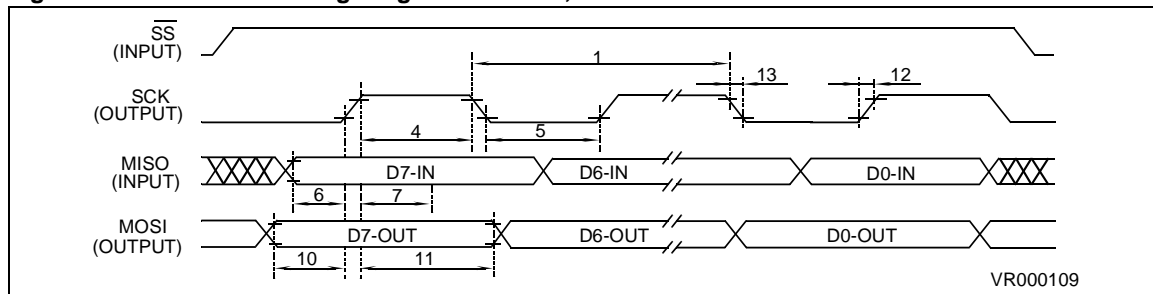 SS
(INPUT)
1
13
12
SCK
(OUTPUT)
4
5
MISO
(INPUT)
D7-IN
D6-IN
D0-IN
6
7
MOSI
(OUTPUT)
D7-OUT
D6-OUT
D0-OUT
10
11
VR000109